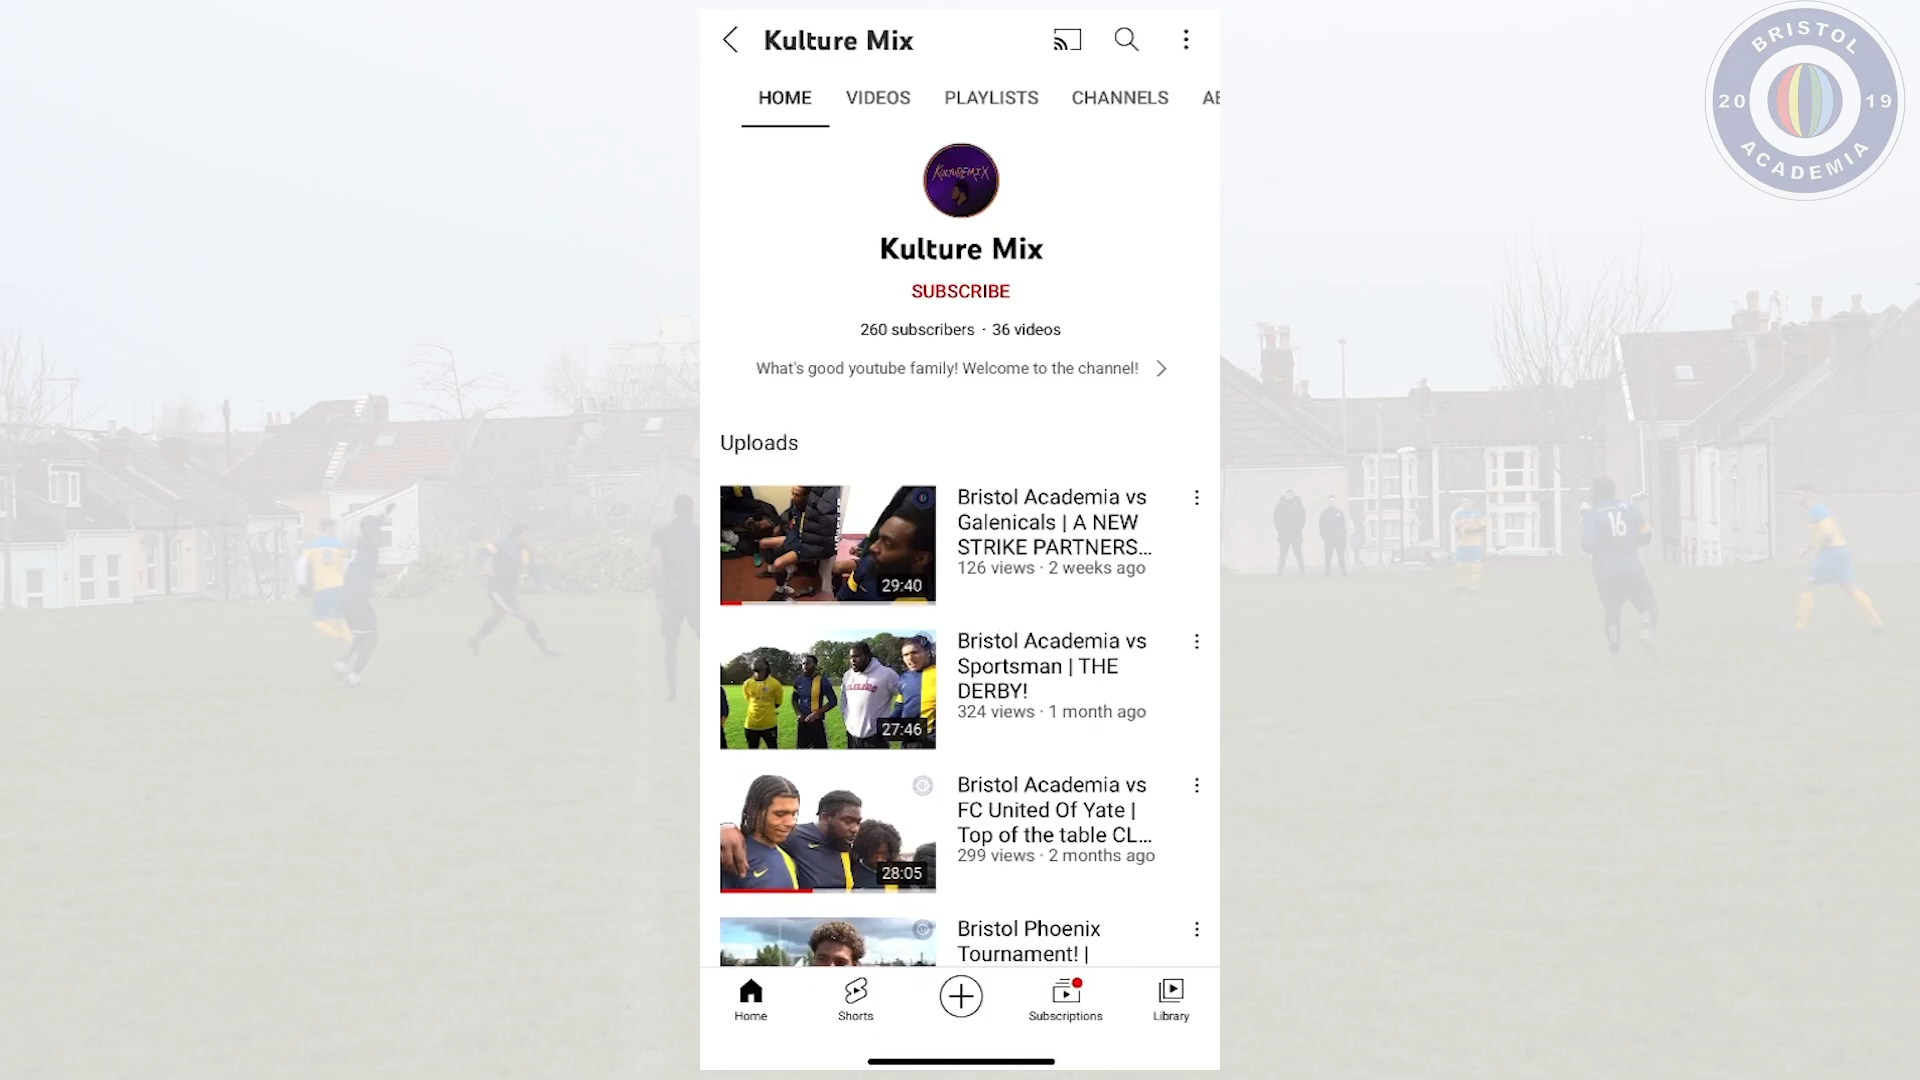 Kulture Mix
HOME VIDEOS PLAYLISTS CHANNELS AB
KULTUREMIX
Kulture Mix
SUBSCRIBE
260 subscribers · 36 videos
What's good youtube family! Welcome to the channel!
Uploads
Bristol Academia vs
Galenicals | A NEW
STRIKE PARTNERS...
126 views · 2 weeks ago
29:40
Bristol Academia vs
Sportsman | THE
DERBY!
324 views · 1 month ago
27:46
Bristol Academia vs
FC United Of Yate |
Top of the table CL...
299 views · 2 months ago
28:05
Bristol Phoenix
Tournament! |
Home Shorts Subscriptions Library
BRISTOL
20 19
ACADEMIA
16